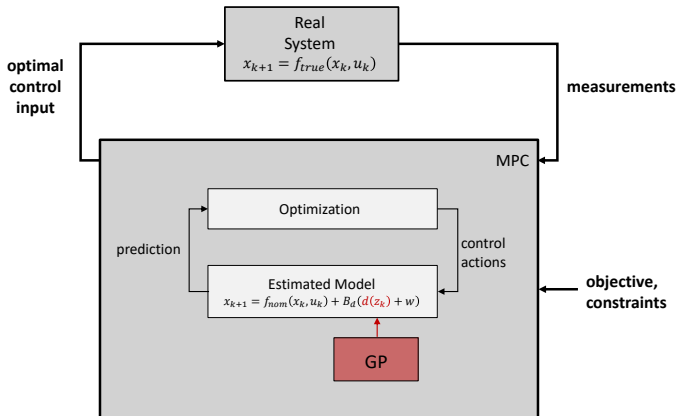 Real
System
x_{k+1} = f_{true}(x_k, u_k)
optimal
control
input
measurements
MPC
Optimization
prediction
control
actions
Estimated Model
x_{k+1} = f_{nom}(x_k, u_k) + B_d(d(z_k) + w)
objective,
constraints
GP